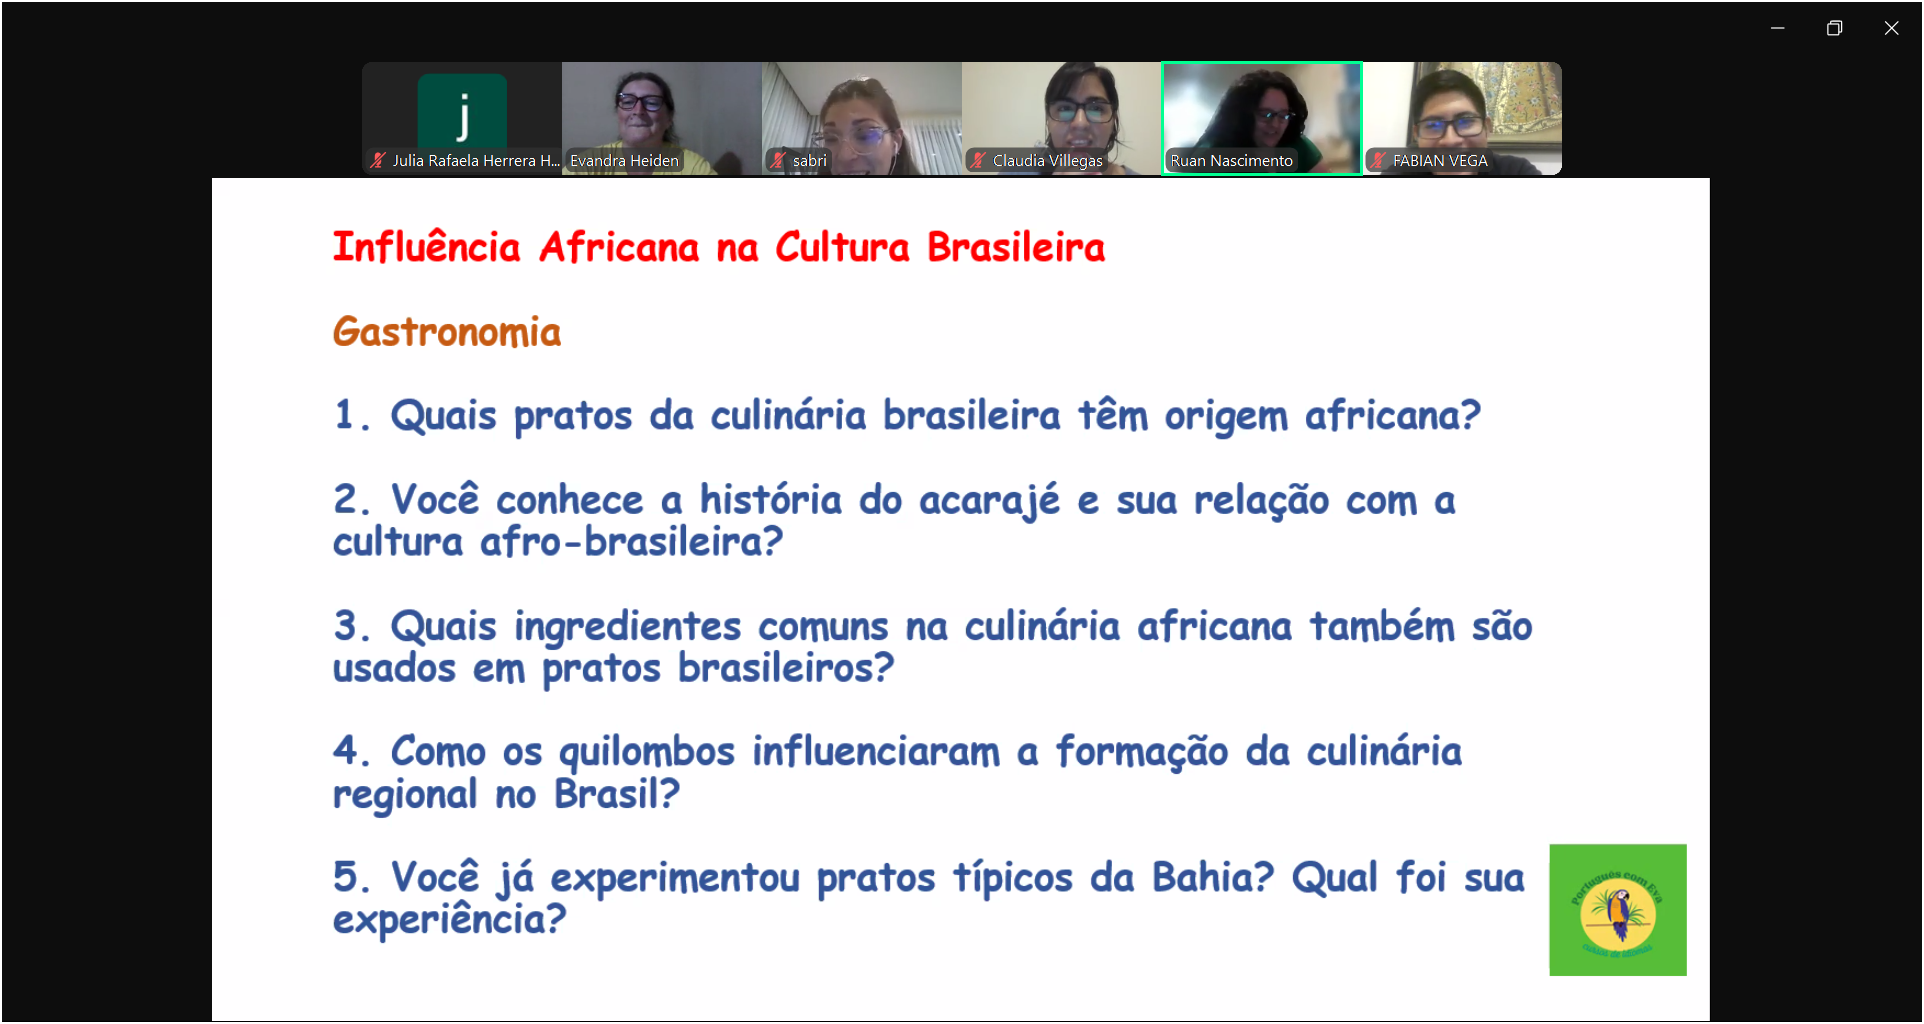 j
Julia Rafaela Herrera H...
Evandra Heiden
sabri
Claudia Villegas
Ruan Nascimento
FABIAN VEGA
Influência Africana na Cultura Brasileira
Gastronomia
1. Quais pratos da culinária brasileira têm origem africana?
2. Você conhece a história do acarajé e sua relação com a
cultura afro-brasileira?
3. Quais ingredientes comuns na culinária africana também são
usados em pratos brasileiros?
4. Como os quilombos influenciaram a formação da culinária
regional no Brasil?
5. Você já experimentou pratos típicos da Bahia? Qual foi sua
experiência?
Português com Eva
cursos de idiomas